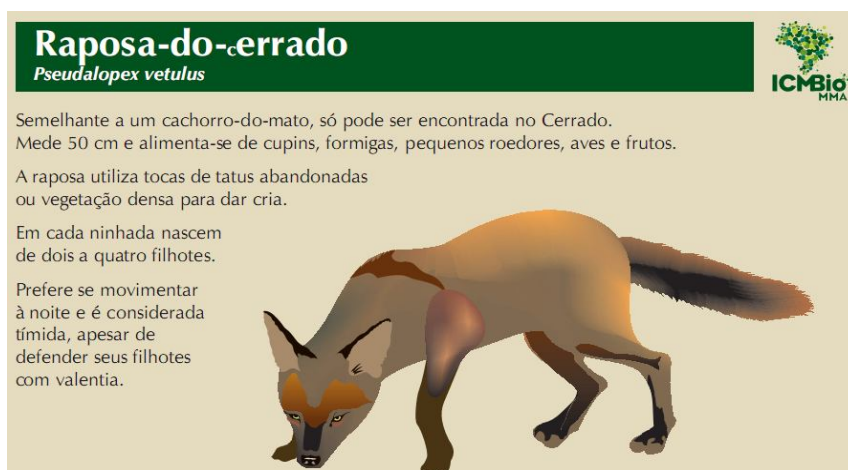 Raposa-do-cerrado
Pseudalopex vetulus
ICMBio
MMA
Semelhante a um cachorro-do-mato, só pode ser encontrada no Cerrado.
Mede 50 cm e alimenta-se de cupins, formigas, pequenos roedores, aves e frutos.
A raposa utiliza tocas de tatus abandonadas
ou vegetação densa para dar cria.
Em cada ninhada nascem
de dois a quatro filhotes.
Prefere se movimentar
à noite e é considerada
tímida, apesar de
defender seus filhotes
com valentia.